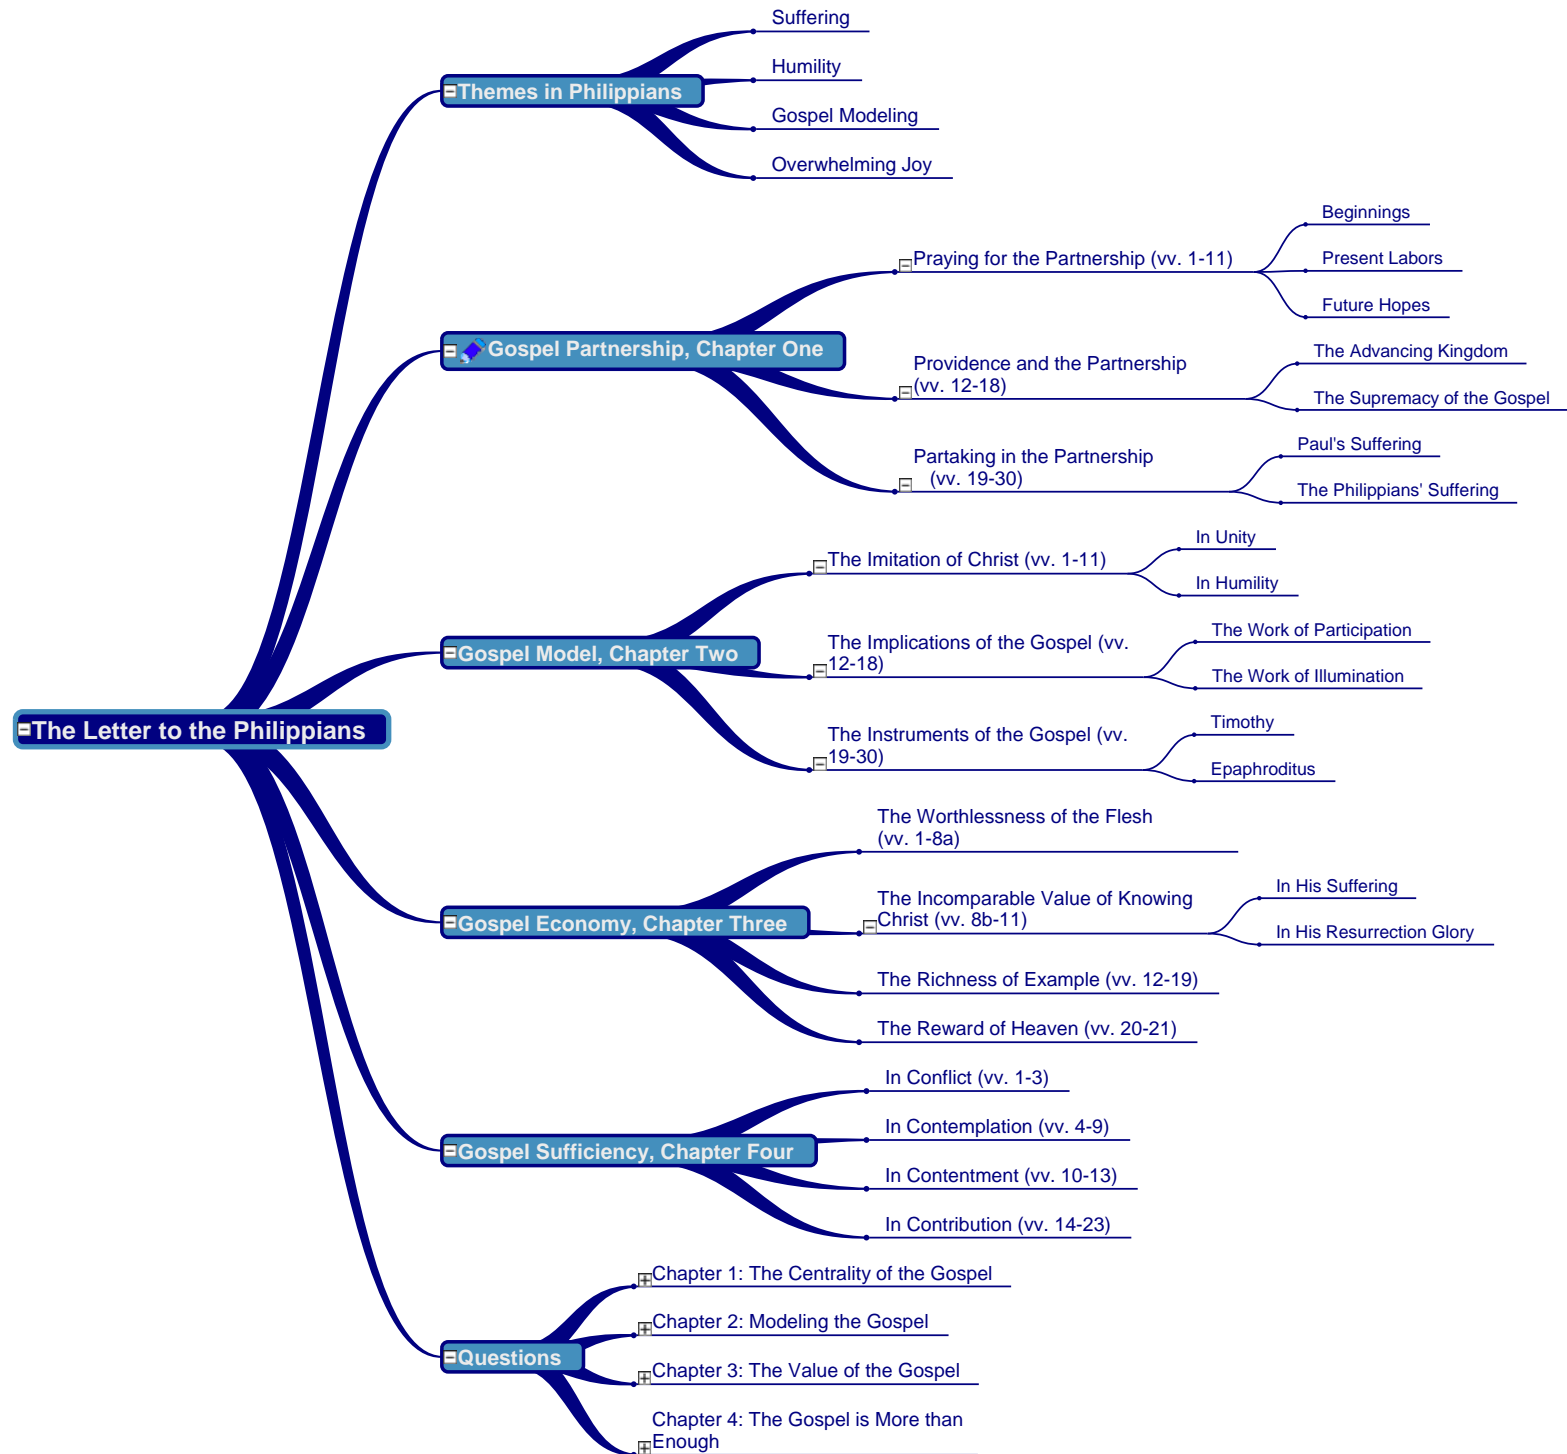 The Letter to the Philippians
Themes in Philippians
Suffering
Humility
Gospel Modeling
Overwhelming Joy
Gospel Partnership, Chapter One
Praying for the Partnership (vv. 1-11)
Beginnings
Present Labors
Future Hopes
Providence and the Partnership
(vv. 12-18)
The Advancing Kingdom
The Supremacy of the Gospel
Partaking in the Partnership
(vv. 19-30)
Paul's Suffering
The Philippians' Suffering
Gospel Model, Chapter Two
The Imitation of Christ (vv. 1-11)
In Unity
In Humility
The Implications of the Gospel (vv.
12-18)
The Work of Participation
The Work of Illumination
The Instruments of the Gospel (vv.
19-30)
Timothy
Epaphroditus
Gospel Economy, Chapter Three
The Worthlessness of the Flesh
(vv. 1-8a)
The Incomparable Value of Knowing
Christ (vv. 8b-11)
In His Suffering
In His Resurrection Glory
The Richness of Example (vv. 12-19)
The Reward of Heaven (vv. 20-21)
Gospel Sufficiency, Chapter Four
In Conflict (vv. 1-3)
In Contemplation (vv. 4-9)
In Contentment (vv. 10-13)
In Contribution (vv. 14-23)
Questions
Chapter 1: The Centrality of the Gospel
Chapter 2: Modeling the Gospel
Chapter 3: The Value of the Gospel
Chapter 4: The Gospel is More than
Enough